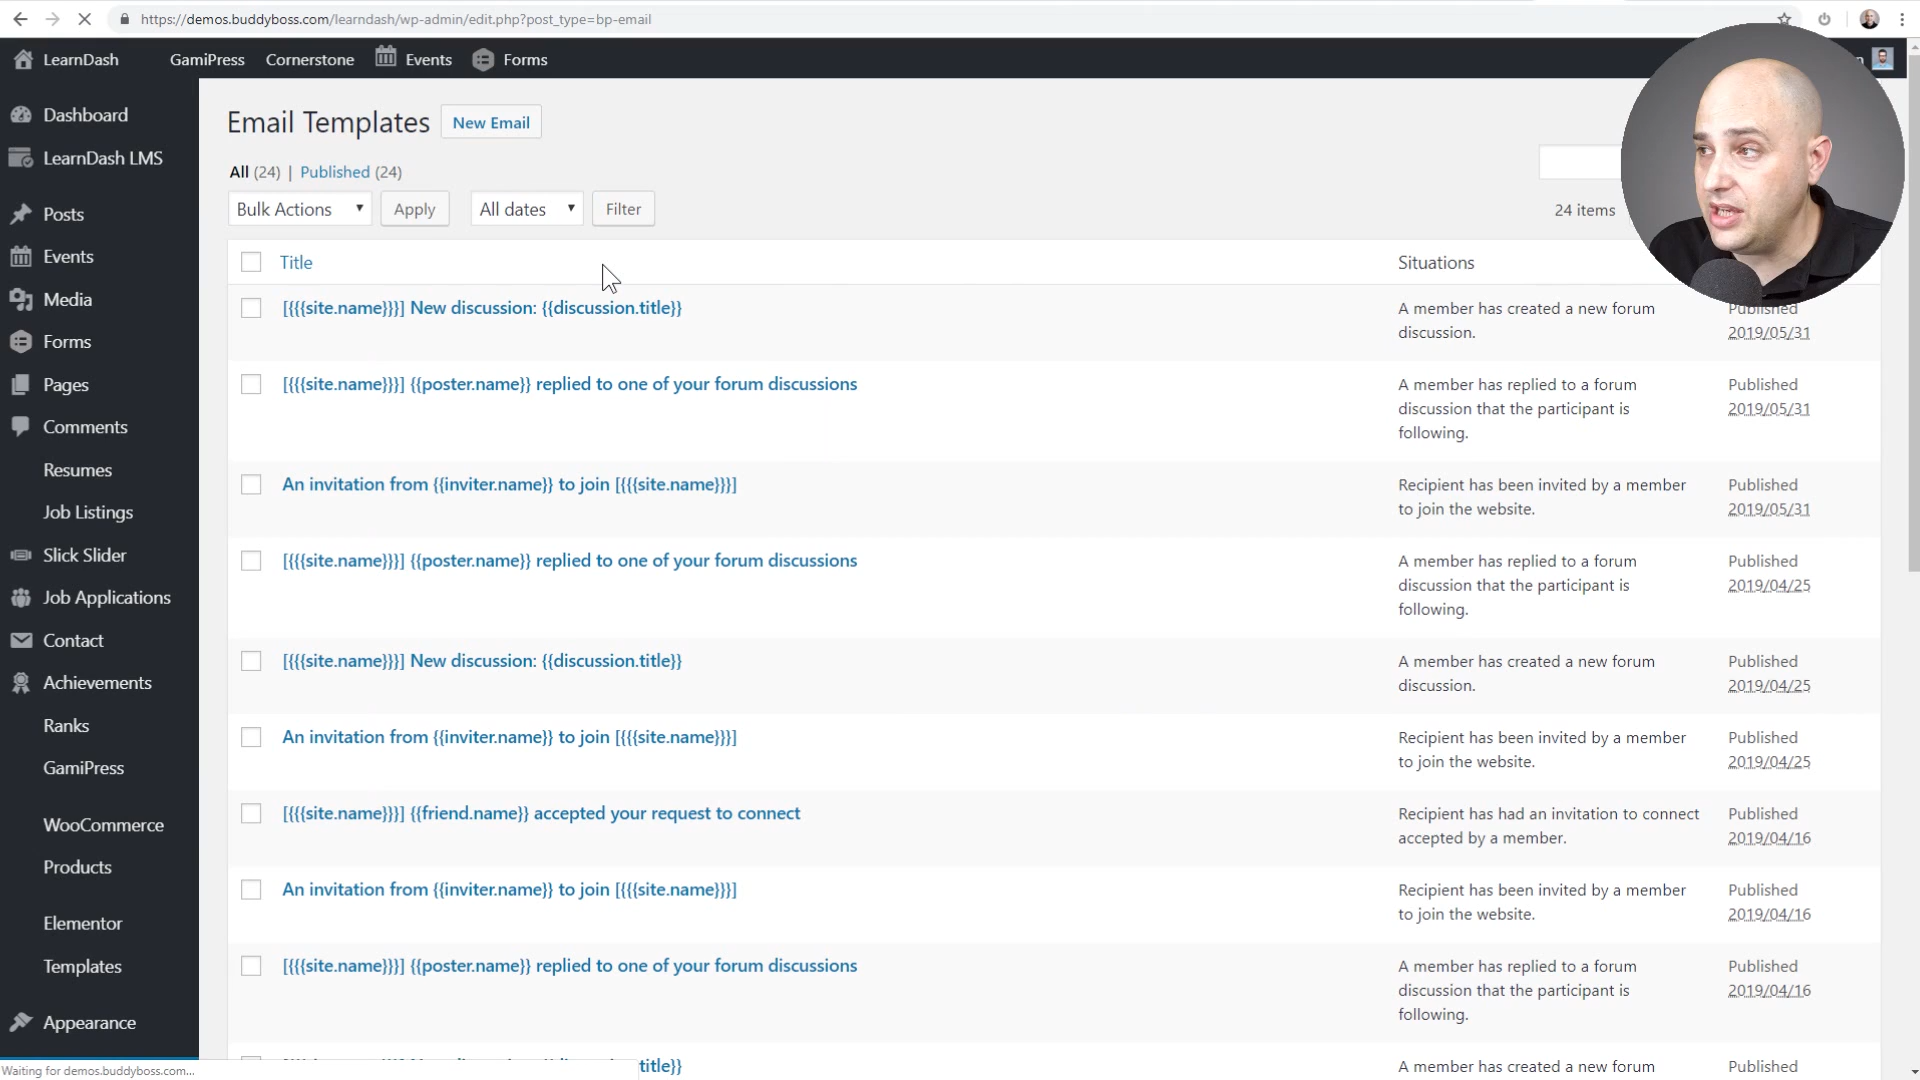 https://demos.buddyboss.com/learndash/wp-admin/edit.php?post_type=bp-email
LearnDash GamiPress Cornerstone Events Forms
Dashboard
LearnDash LMS
Posts
Events
Media
Forms
Pages
Comments
Resumes
Job Listings
Slick Slider
Job Applications
Contact
Achievements
Ranks
GamiPress
WooCommerce
Products
Elementor
Templates
Appearance
Email Templates New Email
All (24) | Published (24)
Bulk Actions Apply All dates Filter 24 items
Title Situations
[{{{site.name}}}] New discussion: {{discussion.title}} A member has created a new forum Published
discussion. 2019/05/31
[{{{site.name}}}] {{poster.name}} replied to one of your forum discussions A member has replied to a forum Published
discussion that the participant is 2019/05/31
following.
An invitation from {{inviter.name}} to join [{{{site.name}}}] Recipient has been invited by a member Published
to join the website. 2019/05/31
[{{{site.name}}}] {{poster.name}} replied to one of your forum discussions A member has replied to a forum Published
discussion that the participant is 2019/04/25
following.
[{{{site.name}}}] New discussion: {{discussion.title}} A member has created a new forum Published
discussion. 2019/04/25
An invitation from {{inviter.name}} to join [{{{site.name}}}] Recipient has been invited by a member Published
to join the website. 2019/04/25
[{{{site.name}}}] {{friend.name}} accepted your request to connect Recipient has had an invitation to connect Published
accepted by a member. 2019/04/16
An invitation from {{inviter.name}} to join [{{{site.name}}}] Recipient has been invited by a member Published
to join the website. 2019/04/16
[{{{site.name}}}] {{poster.name}} replied to one of your forum discussions A member has replied to a forum Published
discussion that the participant is 2019/04/16
following.
title}} A member has created a new forum Published
Waiting for demos.buddyboss.com...